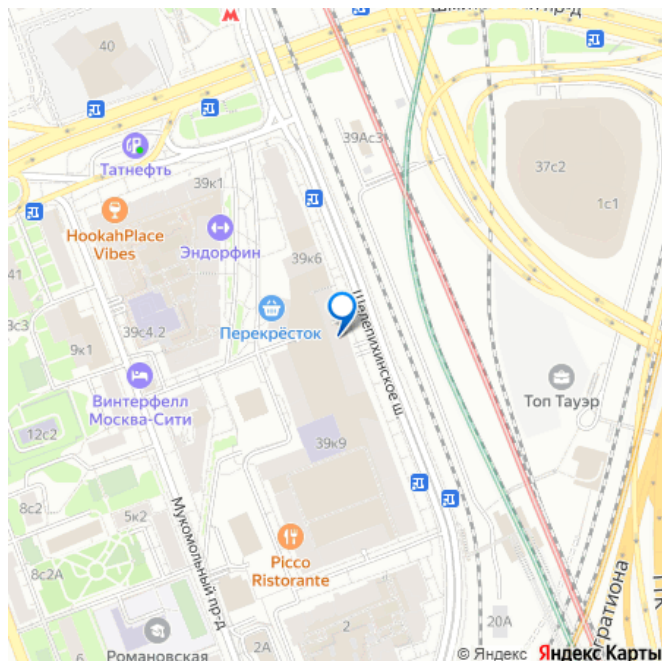 40
39Ас3
37с2
1с1
Татнефть
39к1
HookahPlace
Vibes
Эндорфин
41
39к6
3с3
Шелепихинское ш.
Перекрёсток
39с4.2
9к1
Винтерфелл
Москва-Сити
Топ Тауэр
12с2
39к9
8с2
5к2
Мукомольный пр-д
Picco
Ristorante
8с2А
6
2
2А
20А
Романовская
ТТК
© Яндекс Яндекс Карты